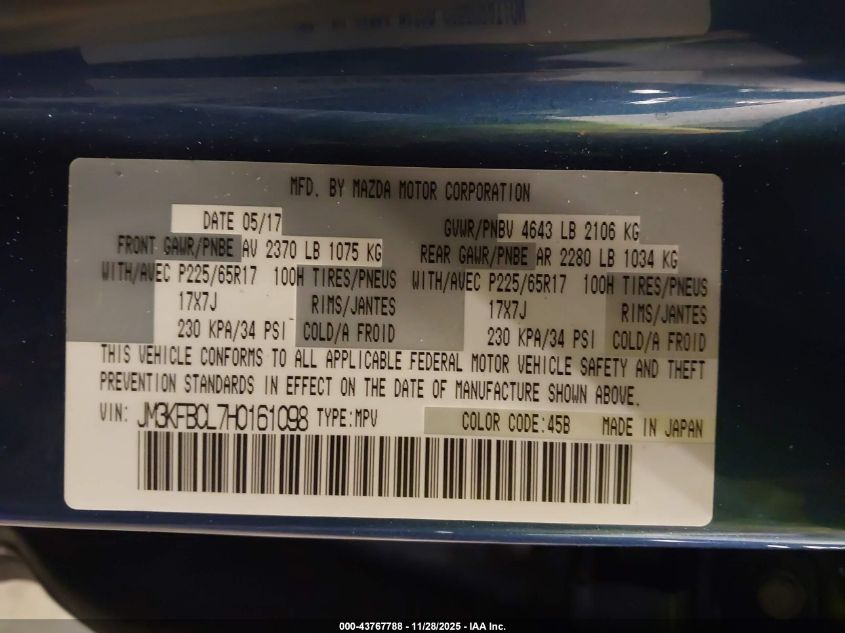 MFD. BY MAZDA MOTOR CORPORATION
DATE 05/17 GVWR/PNBV 4643 LB 2106 KG
FRONT GAWR/PNBE AV 2370 LB 1075 KG REAR GAWR/PNBE AR 2280 LB 1034 KG
WITH/AVEC P225/65R17 100H TIRES/PNEUS WITH/AVEC P225/65R17 100H TIRES/PNEUS
17X7J RIMS/JANTES 17X7J RIMS/JANTES
230 KPA/34 PSI COLD/A FROID 230 KPA/34 PSI COLD/A FROID
THIS VEHICLE CONFORMS TO ALL APPLICABLE FEDERAL MOTOR VEHICLE SAFETY AND THEFT
PREVENTION STANDARDS IN EFFECT ON THE DATE OF MANUFACTURE SHOWN ABOVE.
VIN: JM3KFBCL7H0161098 TYPE:MPV COLOR CODE:45B MADE IN JAPAN
000-43767788 - 11/28/2025 - IAA Inc.